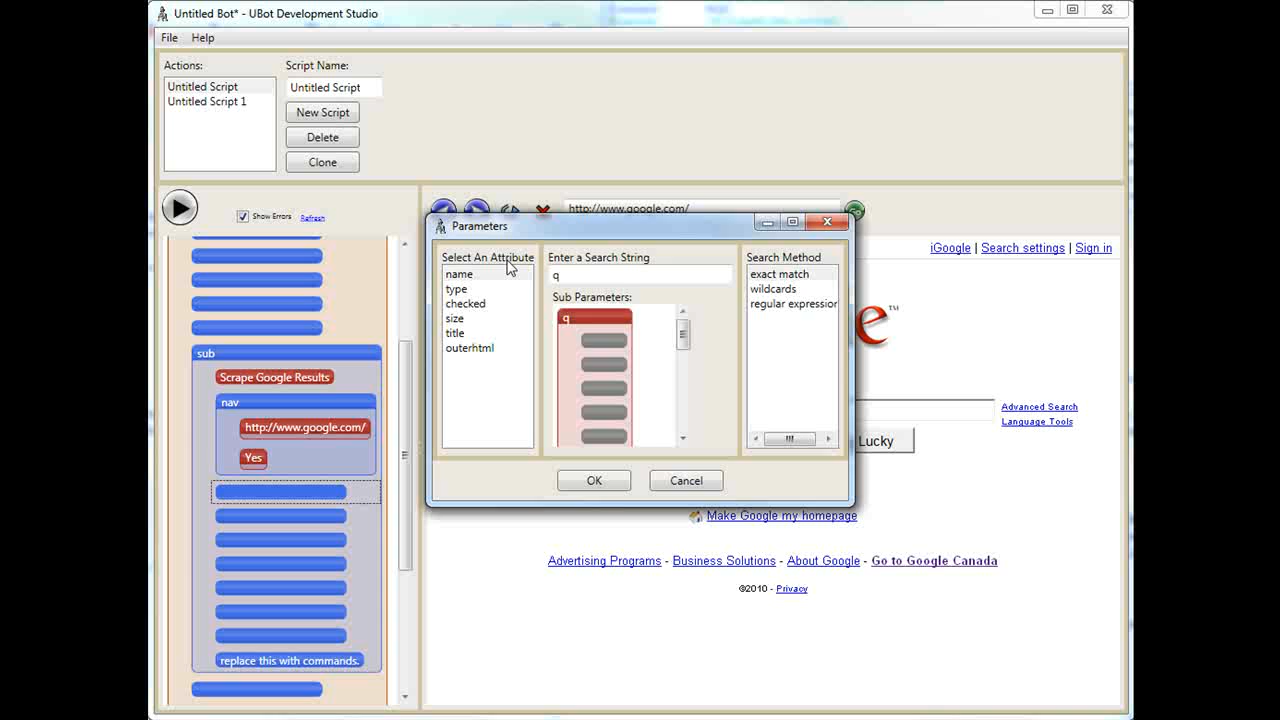 Untitled Bot* - UBot Development Studio
File Help
Actions:
Untitled Script
Untitled Script 1
Script Name:
Untitled Script
New Script
Delete
Clone
Show Errors Refresh
sub
Scrape Google Results
nav
http://www.google.com/
Yes
replace this with commands.
http://www.google.com/
iGoogle | Search settings | Sign in
Parameters
Select An Attribute
name
type
checked
size
title
outerhtml
Enter a Search String
q
Sub Parameters:
q
Search Method
exact match
wildcards
regular expression
OK Cancel
e™
Advanced Search
Language Tools
Lucky
Make Google my homepage
Advertising Programs - Business Solutions - About Google - Go to Google Canada
©2010 - Privacy